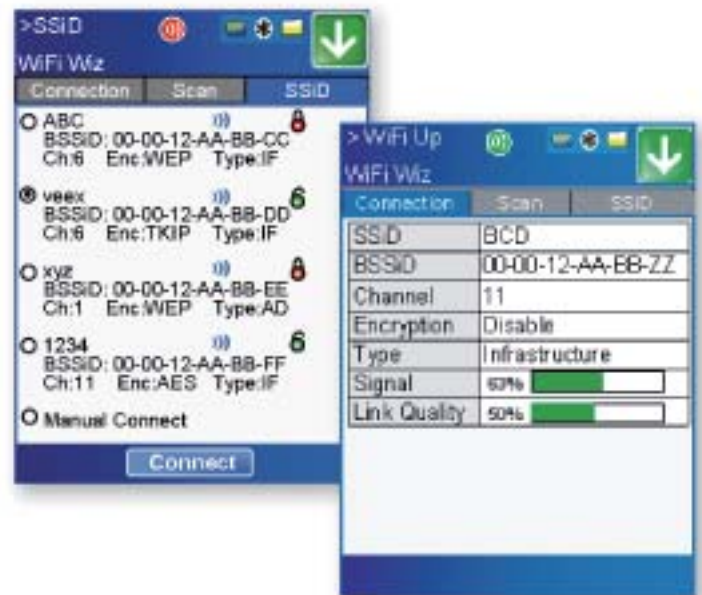 >SSiD
WiFi Wiz
Connection Scan SSiD
ABC
BSSiD: 00-00-12-AA-BB-CC
Ch:6 Enc:WEP Type:IF
veex
BSSiD: 00-00-12-AA-BB-DD
Ch:6 Enc:TKIP Type:IF
xyz
BSSiD: 00-00-12-AA-BB-EE
Ch:1 Enc:WEP Type:AD
1234
BSSiD: 00-00-12-AA-BB-FF
Ch:11 Enc:AES Type:IF
Manual Connect
Connect
>WiFi Up
WiFi Wiz
Connection Scan SSiD
SSiD BCD
BSSiD 00-00-12-AA-BB-ZZ
Channel 11
Encryption Disable
Type Infrastructure
Signal 63%
Link Quality 50%